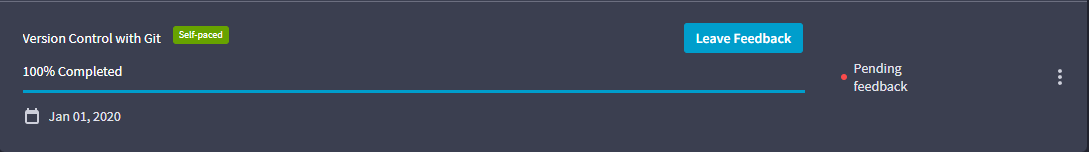 Version Control with Git Self-paced Leave Feedback
100% Completed
Pending
feedback
Jan 01, 2020